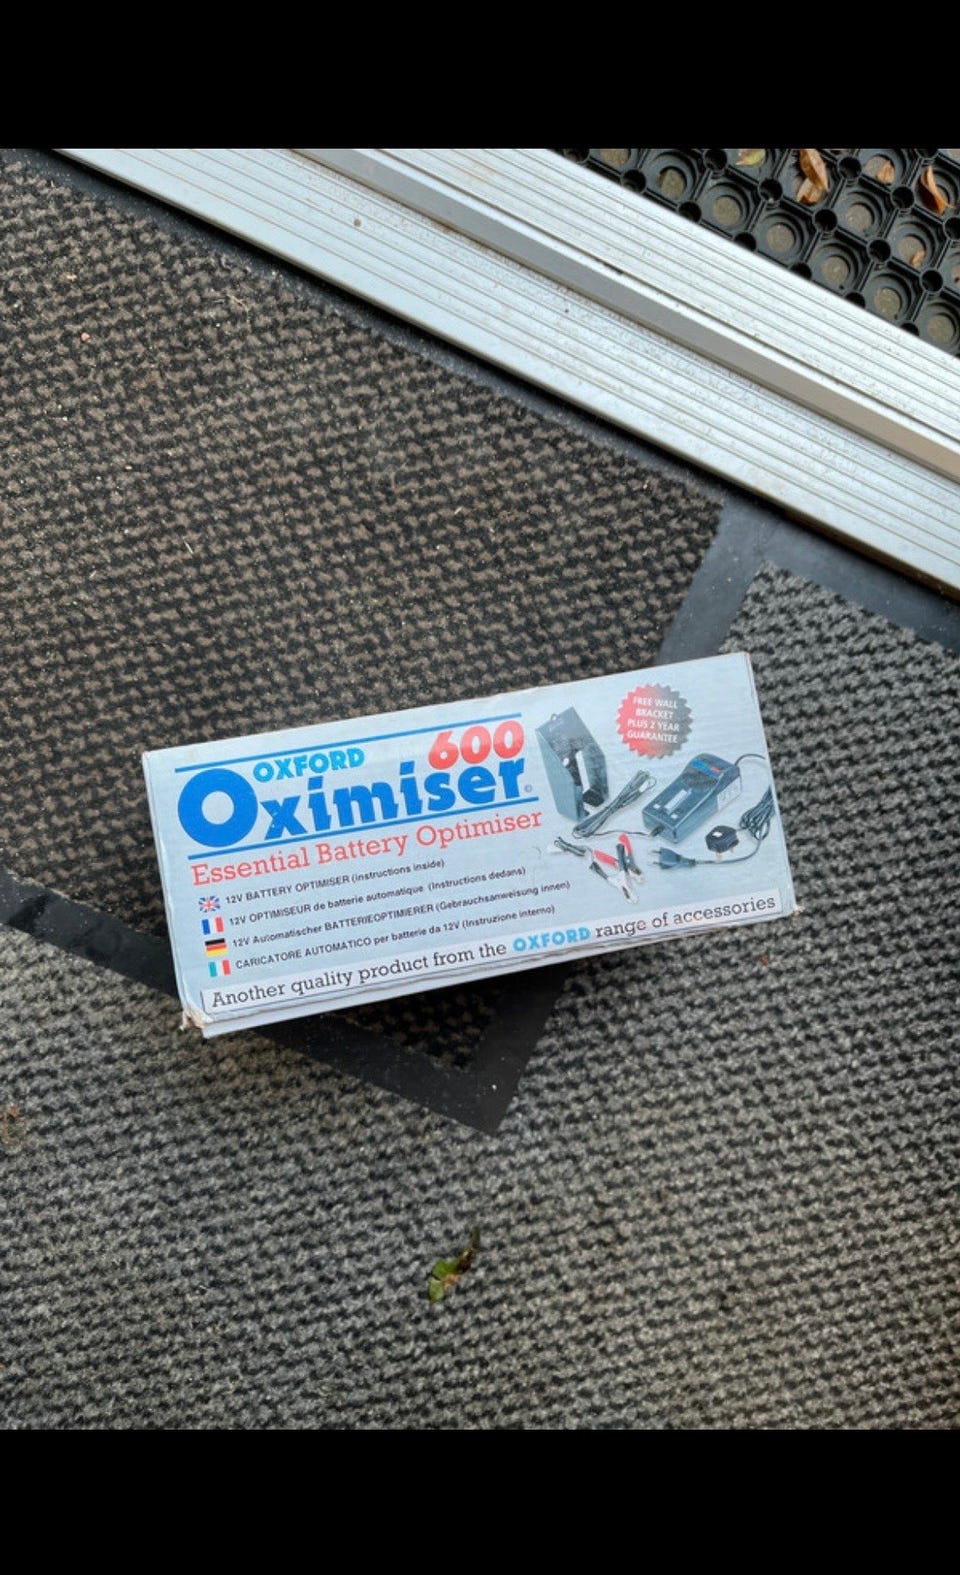 OXFORD
600
Oximiser
Essential Battery Optimiser
12V BATTERY OPTIMISER (instructions inside)
12V OPTIMISEUR de batterie automatique (Instructions dedans)
12V Automatischer BATTERIEOPTIMIERER (Gebrauchsanweisung innen)
CARICATORE AUTOMATICO per batterie da 12V (Instruzione interno)
Another quality product from the OXFORD range of accessories
FREE WALL
BRACKET
PLUS 2 YEAR
GUARANTEE